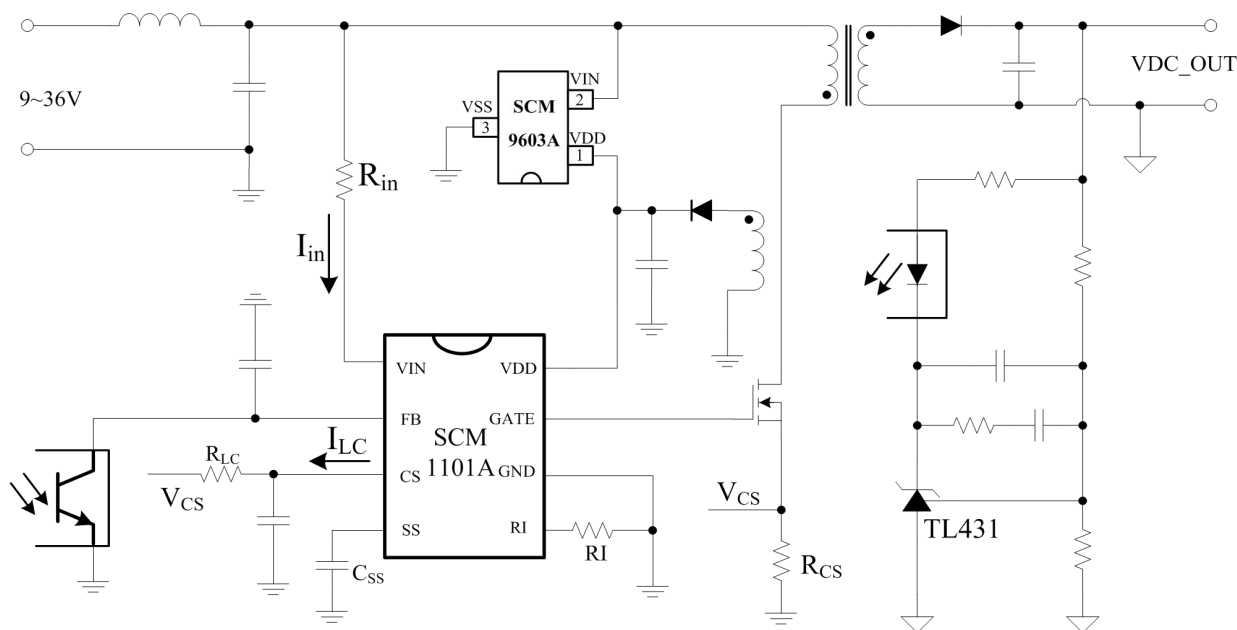 9~36V
VDC_OUT
VIN
2
SCM
VSS
3
9603A
VDD
1
R_in
I_in
VIN
VDD
FB
GATE
SCM
1101A
I_LC
R_LC
V_CS
CS
GND
SS
RI
C_SS
RI
V_CS
R_CS
TL431